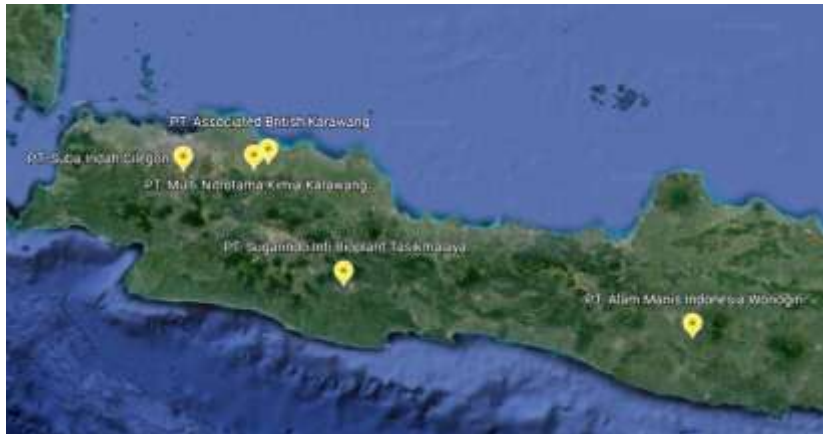 PT. Associated British Karawang
PT. Suba Indah Cilegon
PT. Multi Nitrotama Kimia Karawang
PT. Sugarindo Inti Bioplant Tasikmalaya
PT. Alam Manis Indonesia Wonogiri